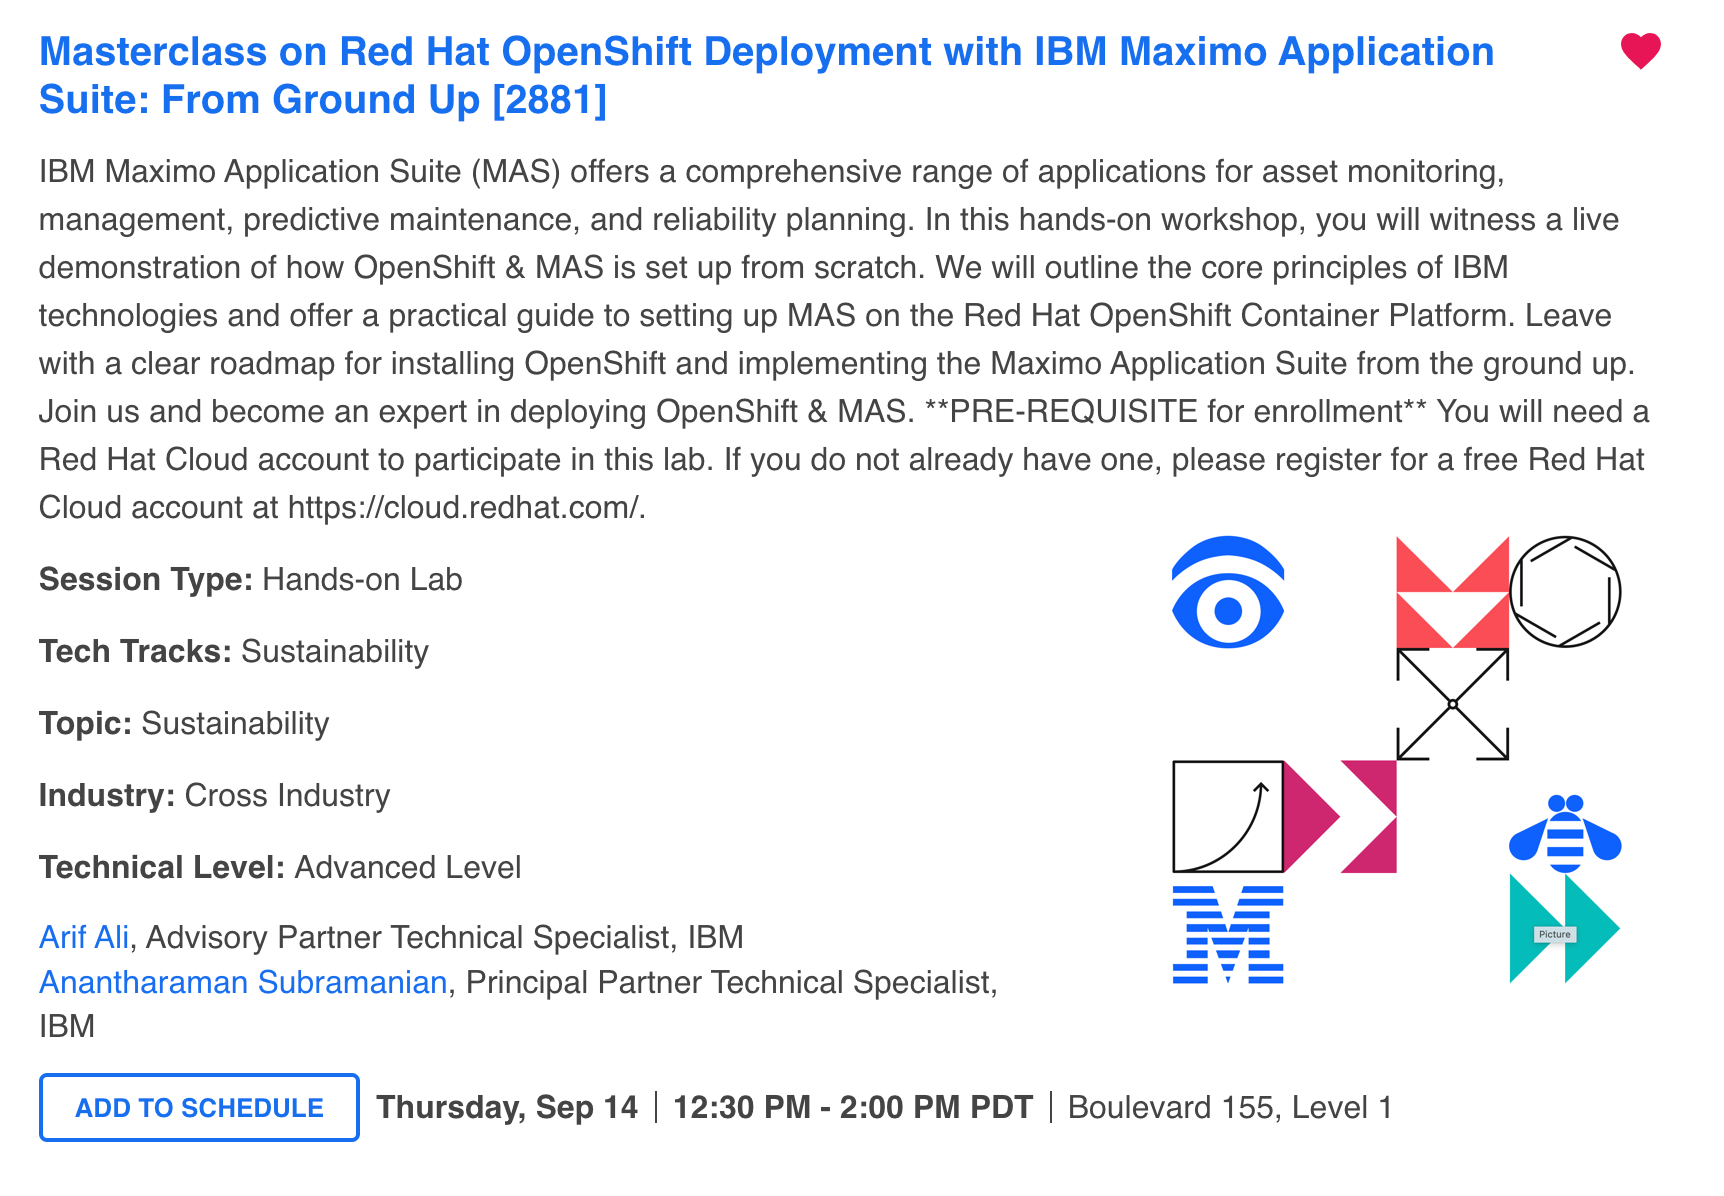 Masterclass on Red Hat OpenShift Deployment with IBM Maximo Application
Suite: From Ground Up [2881]
IBM Maximo Application Suite (MAS) offers a comprehensive range of applications for asset monitoring,
management, predictive maintenance, and reliability planning. In this hands-on workshop, you will witness a live
demonstration of how OpenShift & MAS is set up from scratch. We will outline the core principles of IBM
technologies and offer a practical guide to setting up MAS on the Red Hat OpenShift Container Platform. Leave
with a clear roadmap for installing OpenShift and implementing the Maximo Application Suite from the ground up.
Join us and become an expert in deploying OpenShift & MAS. **PRE-REQUISITE for enrollment** You will need a
Red Hat Cloud account to participate in this lab. If you do not already have one, please register for a free Red Hat
Cloud account at https://cloud.redhat.com/.
Session Type: Hands-on Lab
Tech Tracks: Sustainability
Topic: Sustainability
Industry: Cross Industry
Technical Level: Advanced Level
Arif Ali, Advisory Partner Technical Specialist, IBM
Anantharaman Subramanian, Principal Partner Technical Specialist,
IBM
M
Picture
ADD TO SCHEDULE Thursday, Sep 14 | 12:30 PM - 2:00 PM PDT | Boulevard 155, Level 1